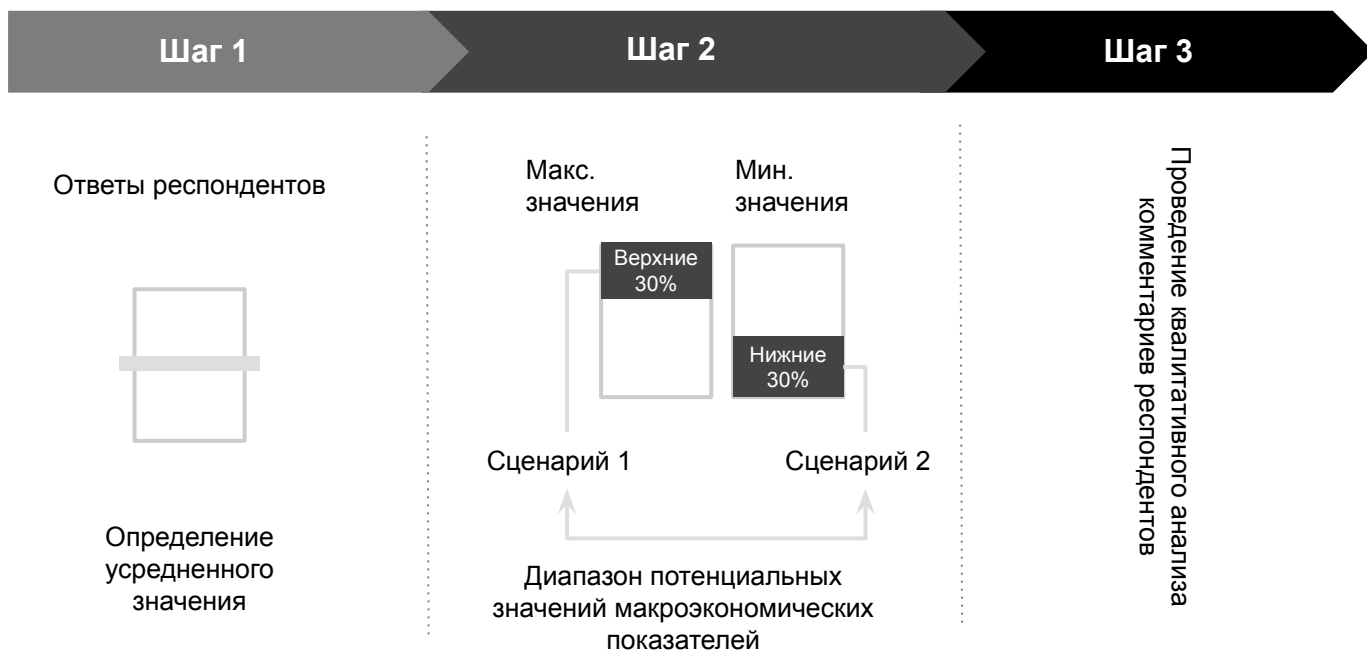 Шаг 1
Шаг 2
Шаг 3
Ответы респондентов
Определение
усредненного
значения
Макс.
значения
Мин.
значения
Верхние
30%
Нижние
30%
Сценарий 1
Сценарий 2
Диапазон потенциальных
значений макроэкономических
показателей
Проведение квалитативного анализа
комментариев респондентов